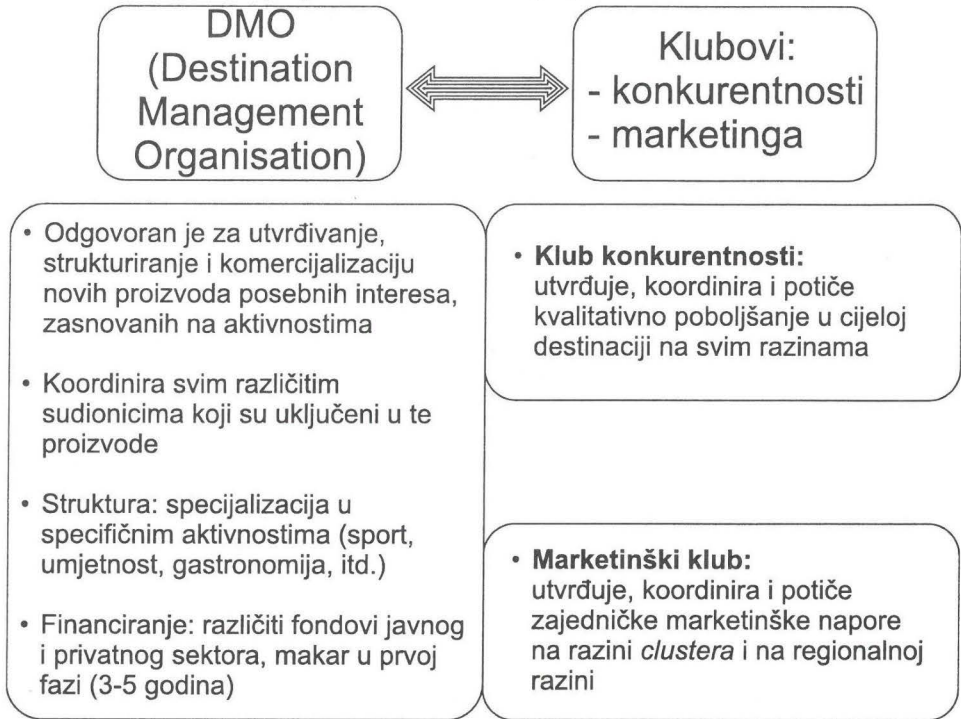 DMO
(Destination
Management
Organisation)
Klubovi:
- konkurentnosti
- marketinga
• Odgovoran je za utvrđivanje,
strukturiranje i komercijalizaciju
novih proizvoda posebnih interesa,
zasnovanih na aktivnostima
• Koordinira svim različitim
sudionicima koji su uključeni u te
proizvode
• Struktura: specijalizacija u
specifičnim aktivnostima (sport,
umjetnost, gastronomija, itd.)
• Financiranje: različiti fondovi javnog
i privatnog sektora, makar u prvoj
fazi (3-5 godina)
• Klub konkurentnosti:
utvrđuje, koordinira i potiče
kvalitativno poboljšanje u cijeloj
destinaciji na svim razinama
• Marketinški klub:
utvrđuje, koordinira i potiče
zajedničke marketinške napore
na razini clustera i na regionalnoj
razini